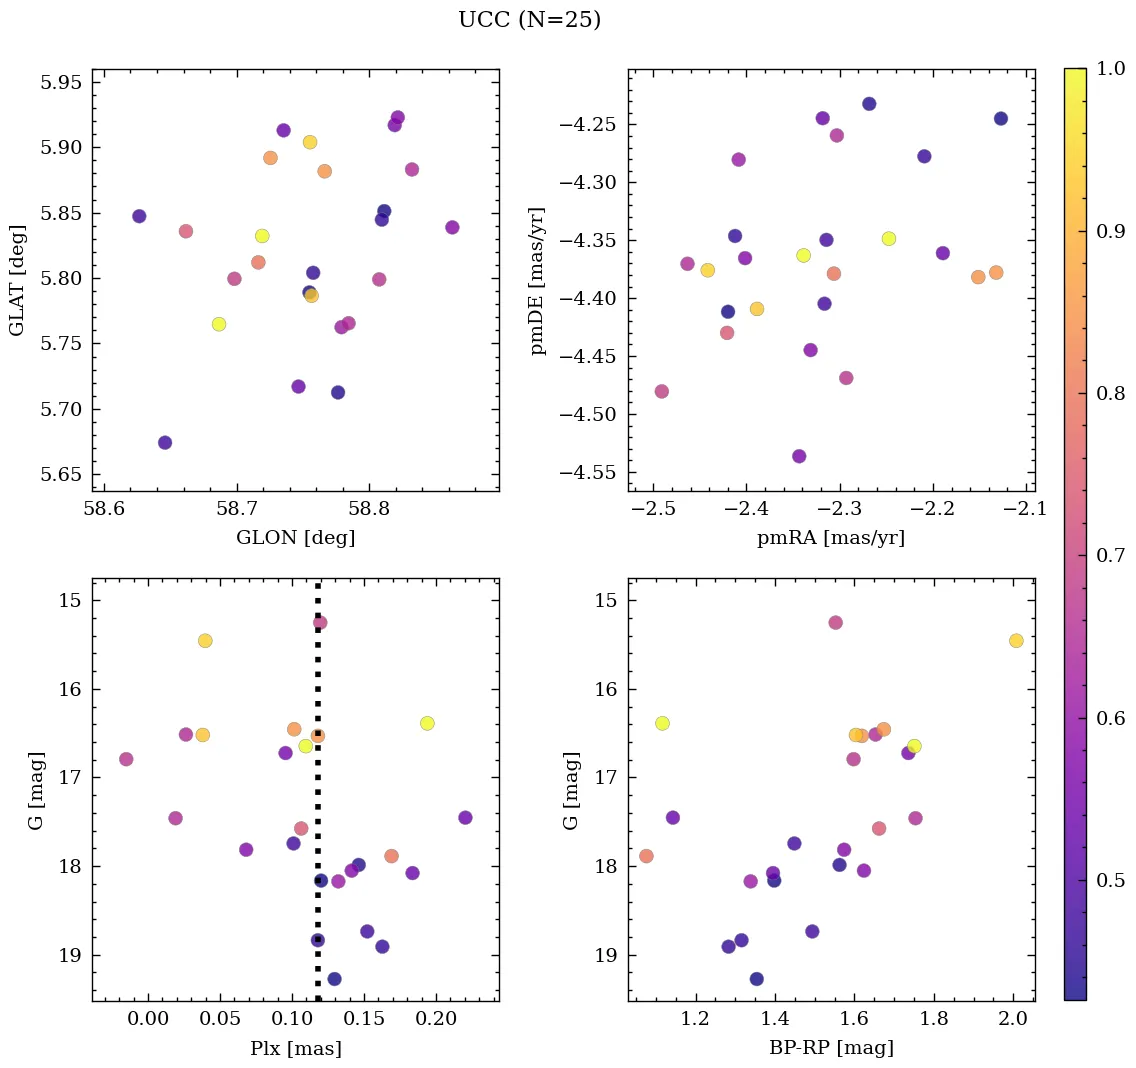 UCC (N=25)
5.95
5.90
5.85
5.80
5.75
5.70
5.65
GLAT [deg]
58.6 58.7 58.8
GLON [deg]
−4.25
−4.30
−4.35
−4.40
−4.45
−4.50
−4.55
pmDE [mas/yr]
−2.5 −2.4 −2.3 −2.2 −2.1
pmRA [mas/yr]
15
16
17
18
19
G [mag]
0.00 0.05 0.10 0.15 0.20
Plx [mas]
15
16
17
18
19
G [mag]
1.2 1.4 1.6 1.8 2.0
BP-RP [mag]
1.0
0.9
0.8
0.7
0.6
0.5